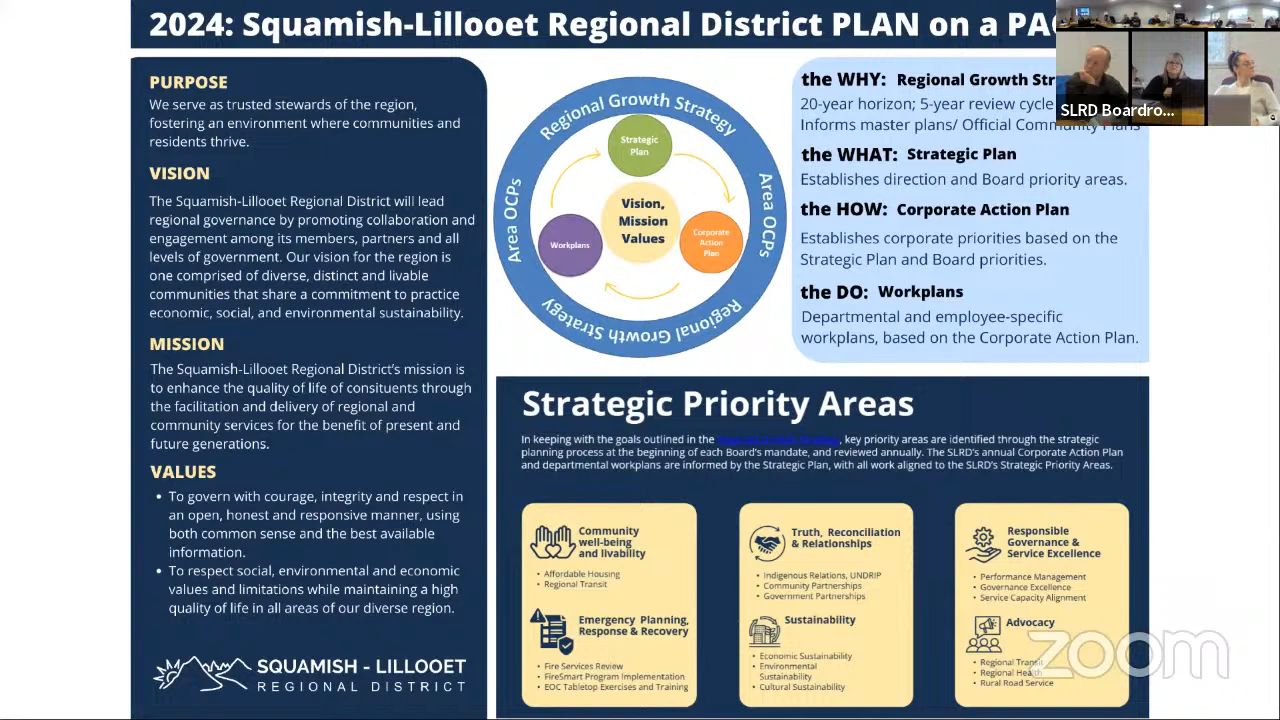 2024: Squamish-Lillooet Regional District PLAN on a PAG
SLRD Boardro...
PURPOSE
We serve as trusted stewards of the region,
fostering an environment where communities and
residents thrive.
VISION
The Squamish-Lillooet Regional District will lead
regional governance by promoting collaboration and
engagement among its members, partners and all
levels of government. Our vision for the region is
one comprised of diverse, distinct and livable
communities that share a commitment to practice
economic, social, and environmental sustainability.
MISSION
The Squamish-Lillooet Regional District's mission is
to enhance the quality of life of consituents through
the facilitation and delivery of regional and
community services for the benefit of present and
future generations.
VALUES
• To govern with courage, integrity and respect in
an open, honest and responsive manner, using
both common sense and the best available
information.
• To respect social, environmental and economic
values and limitations while maintaining a high
quality of life in all areas of our diverse region.
SQUAMISH - LILLOOET
REGIONAL DISTRICT
Regional Growth Strategy
Area OCPs
Regional Growth Strategy
Area OCPs
Strategic
Plan
Vision,
Mission
Values
Corporate
Action
Plan
Workplans
the WHY: Regional Growth Str
20-year horizon; 5-year review cycle
Informs master plans/ Official Community Plans
the WHAT: Strategic Plan
Establishes direction and Board priority areas.
the HOW: Corporate Action Plan
Establishes corporate priorities based on the
Strategic Plan and Board priorities.
the DO: Workplans
Departmental and employee-specific
workplans, based on the Corporate Action Plan.
Strategic Priority Areas
In keeping with the goals outlined in the Regional Growth Strategy, key priority areas are identified through the strategic
planning process at the beginning of each Board's mandate, and reviewed annually. The SLRD's annual Corporate Action Plan
and departmental workplans are informed by the Strategic Plan, with all work aligned to the SLRD's Strategic Priority Areas.
Community
well-being
and livability
• Affordable Housing
• Regional Transit
Emergency Planning,
Response & Recovery
• Fire Services Review
• FireSmart Program Implementation
• EOC Tabletop Exercises and Training
Truth, Reconciliation
& Relationships
• Indigenous Relations, UNDRIP
• Community Partnerships
• Government Partnerships
Sustainability
• Economic Sustainability
• Environmental
Sustainability
• Cultural Sustainability
Responsible
Governance &
Service Excellence
• Performance Management
• Governance Excellence
• Service Capacity Alignment
Advocacy
• Regional Transit
• Regional Health
• Rural Road Service
zoom